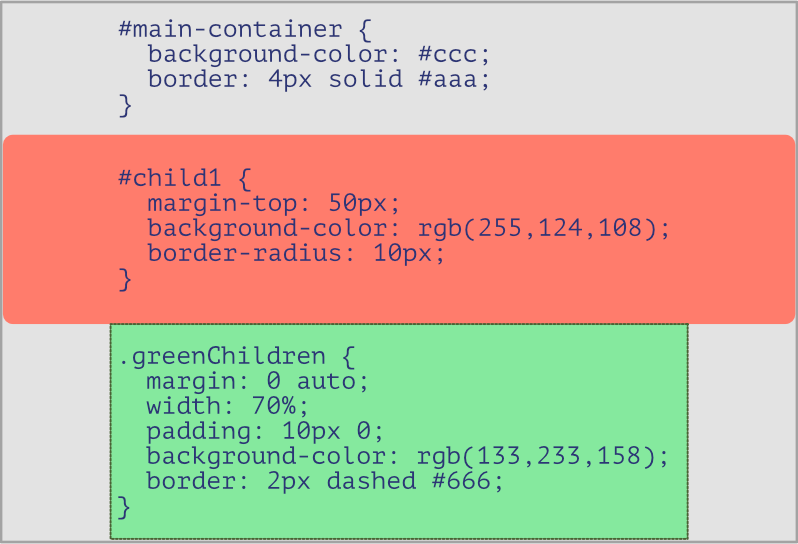 #main-container {
  background-color: #ccc;
  border: 4px solid #aaa;
}
#child1 {
  margin-top: 50px;
  background-color: rgb(255,124,108);
  border-radius: 10px;
}
.greenChildren {
  margin: 0 auto;
  width: 70%;
  padding: 10px 0;
  background-color: rgb(133,233,158);
  border: 2px dashed #666;
}